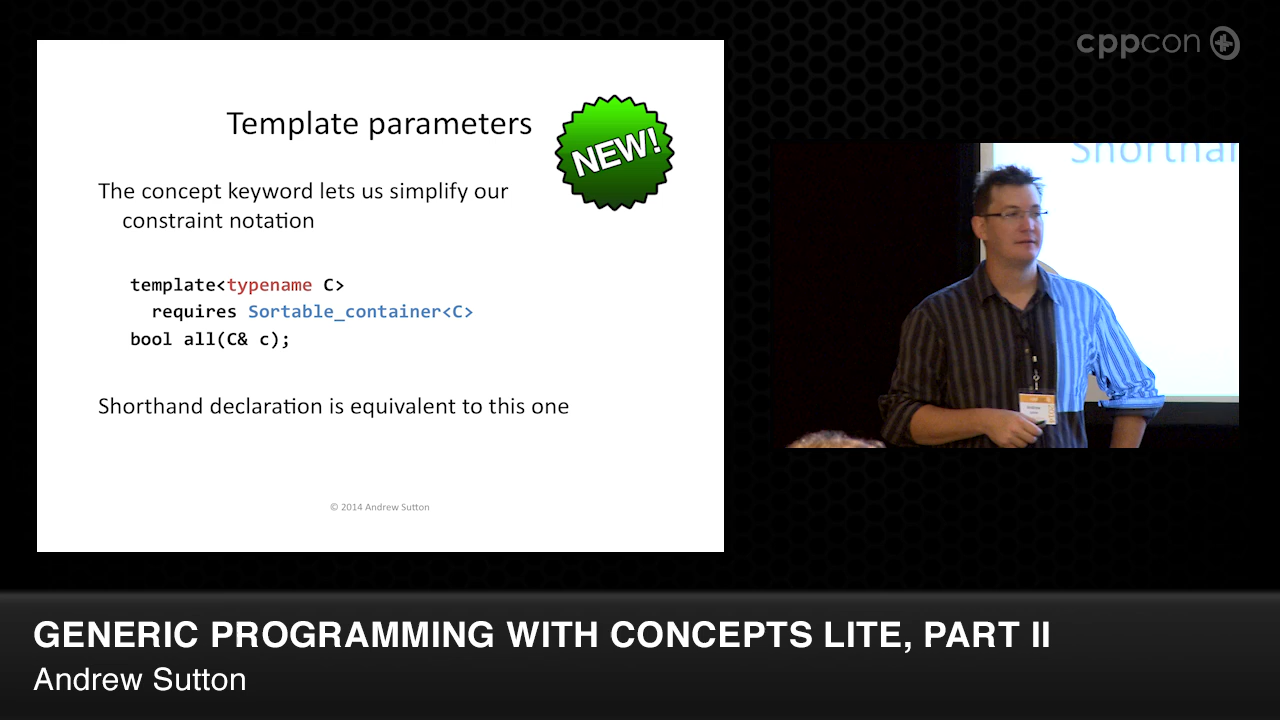 cppcon
Template parameters
NEW!
The concept keyword lets us simplify our
constraint notation
template<typename C>
requires Sortable_container<C>
bool all(C& c);
Shorthand declaration is equivalent to this one
© 2014 Andrew Sutton
GENERIC PROGRAMMING WITH CONCEPTS LITE, PART II
Andrew Sutton